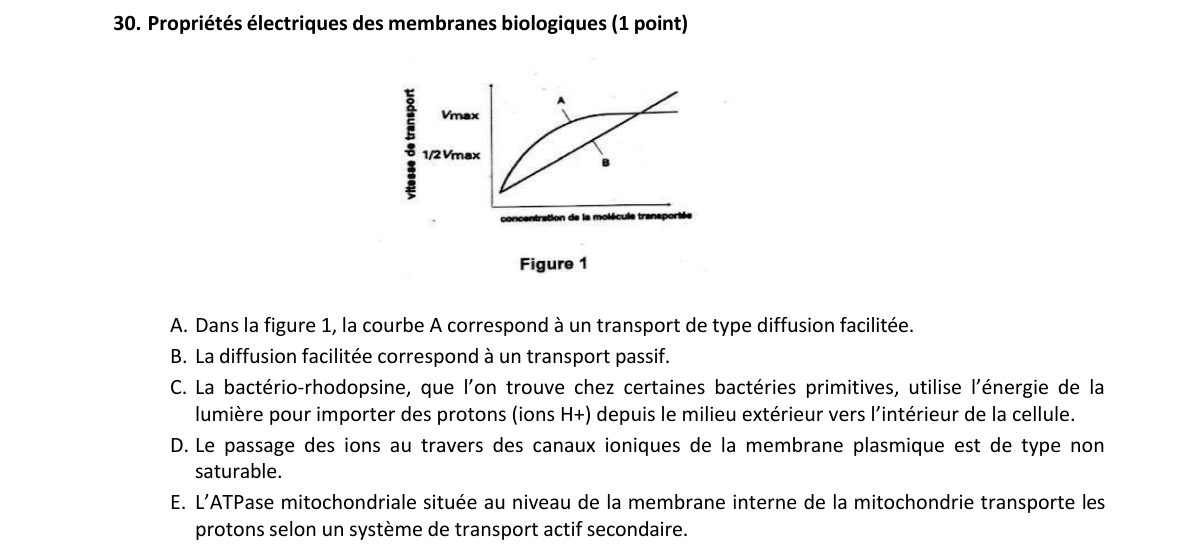 30. Propriétés électriques des membranes biologiques (1 point)
vitesse de transport
Vmax
1/2 Vmax
A
B
concentration de la molécule transportée
Figure 1
A. Dans la figure 1, la courbe A correspond à un transport de type diffusion facilitée.
B. La diffusion facilitée correspond à un transport passif.
C. La bactério-rhodopsine, que l’on trouve chez certaines bactéries primitives, utilise l’énergie de la
lumière pour importer des protons (ions H+) depuis le milieu extérieur vers l’intérieur de la cellule.
D. Le passage des ions au travers des canaux ioniques de la membrane plasmique est de type non
saturable.
E. L’ATPase mitochondriale située au niveau de la membrane interne de la mitochondrie transporte les
protons selon un système de transport actif secondaire.